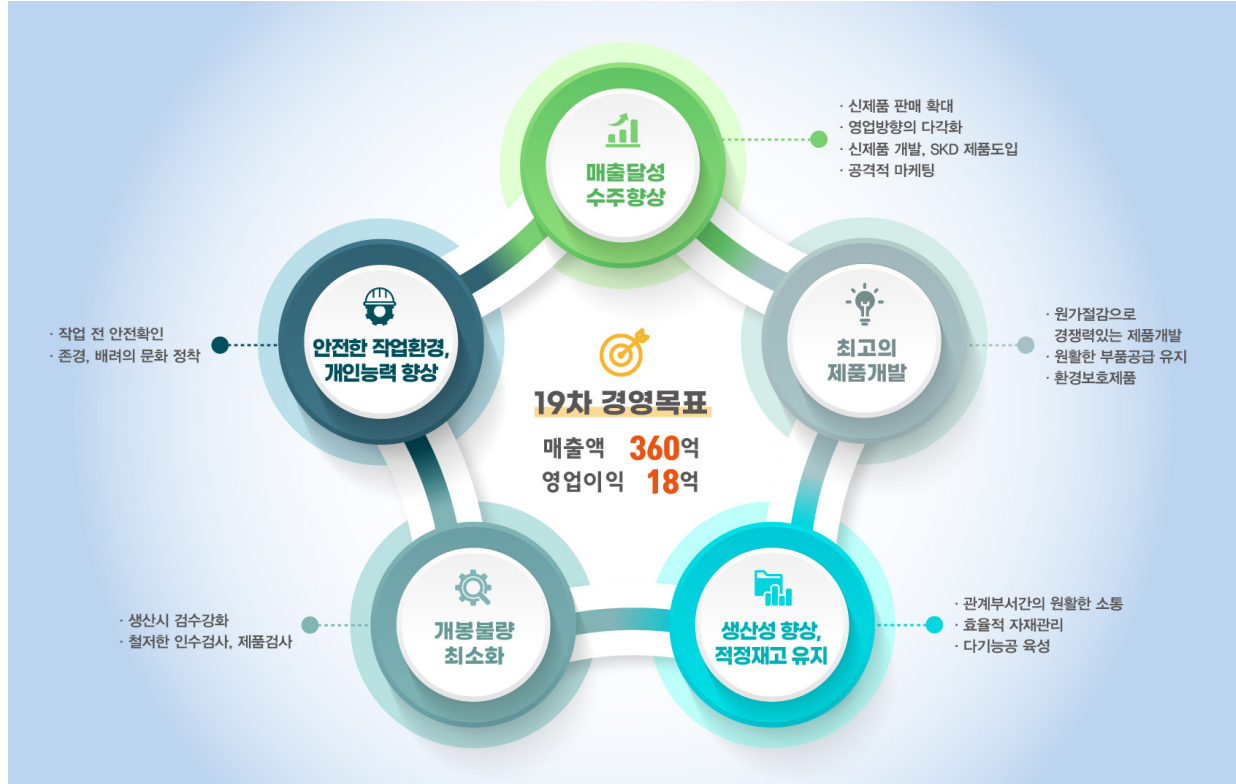 매출달성
수주향상
· 신제품 판매 확대
· 영업방향의 다각화
· 신제품 개발, SKD 제품도입
· 공격적 마케팅
최고의
제품개발
· 원가절감으로
경쟁력있는 제품개발
· 원활한 부품공급 유지
· 환경보호제품
생산성 향상,
적정재고 유지
· 관계부서간의 원활한 소통
· 효율적 자재관리
· 다기능공 육성
개봉불량
최소화
· 생산시 검수강화
· 철저한 인수검사, 제품검사
안전한 작업환경,
개인능력 향상
· 작업 전 안전확인
· 존경, 배려의 문화 정착
19차 경영목표
매출액 360억
영업이익 18억